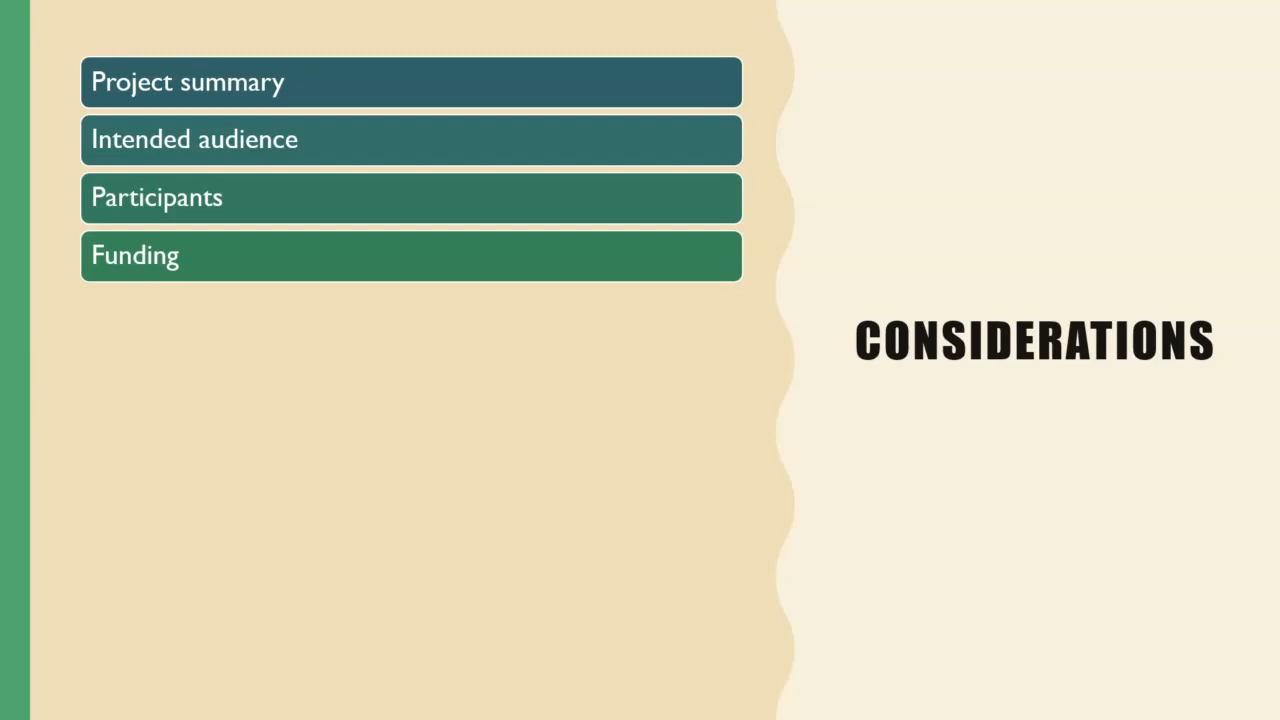 Project summary
Intended audience
Participants
Funding
CONSIDERATIONS